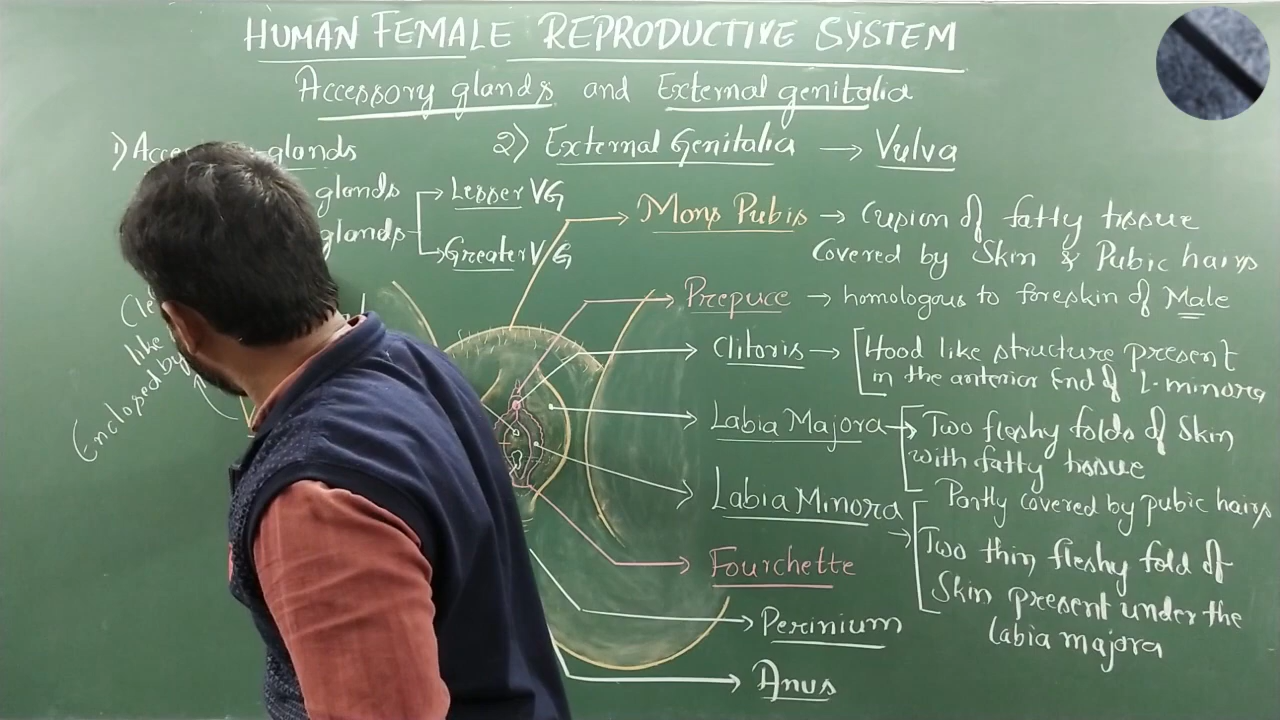 HUMAN FEMALE REPRODUCTIVE SYSTEM
Accessory glands and External genitalia
1) glands
glands → Lesser VG
glands → Greater VG
Enclosed by
like
2) External Genitalia → Vulva
Mons Pubis → Cusion of fatty tissue
Covered by Skin & Pubic hairs
Prepuce → homologous to foreskin of Male
Clitoris → Hood like structure present
in the anterior End of L-minora
Labia Majora → Two fleshy folds of Skin
with fatty tissue
Partly covered by pubic hairs
Labia Minora → Two thin fleshy fold of
Skin present under the
labia majora
Fourchette
Perinium
Anus